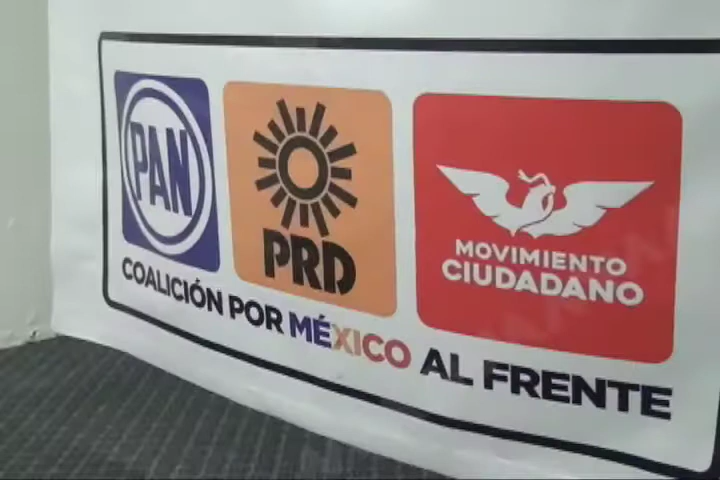 PAN
PRD
MOVIMIENTO
CIUDADANO
COALICIÓN POR MÉXICO AL FRENTE